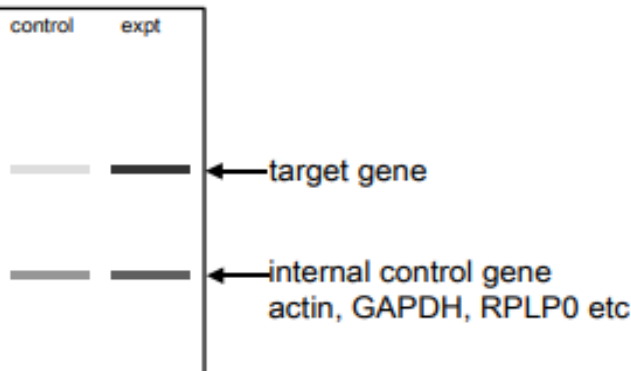 control expt
target gene
internal control gene
actin, GAPDH, RPLP0 etc